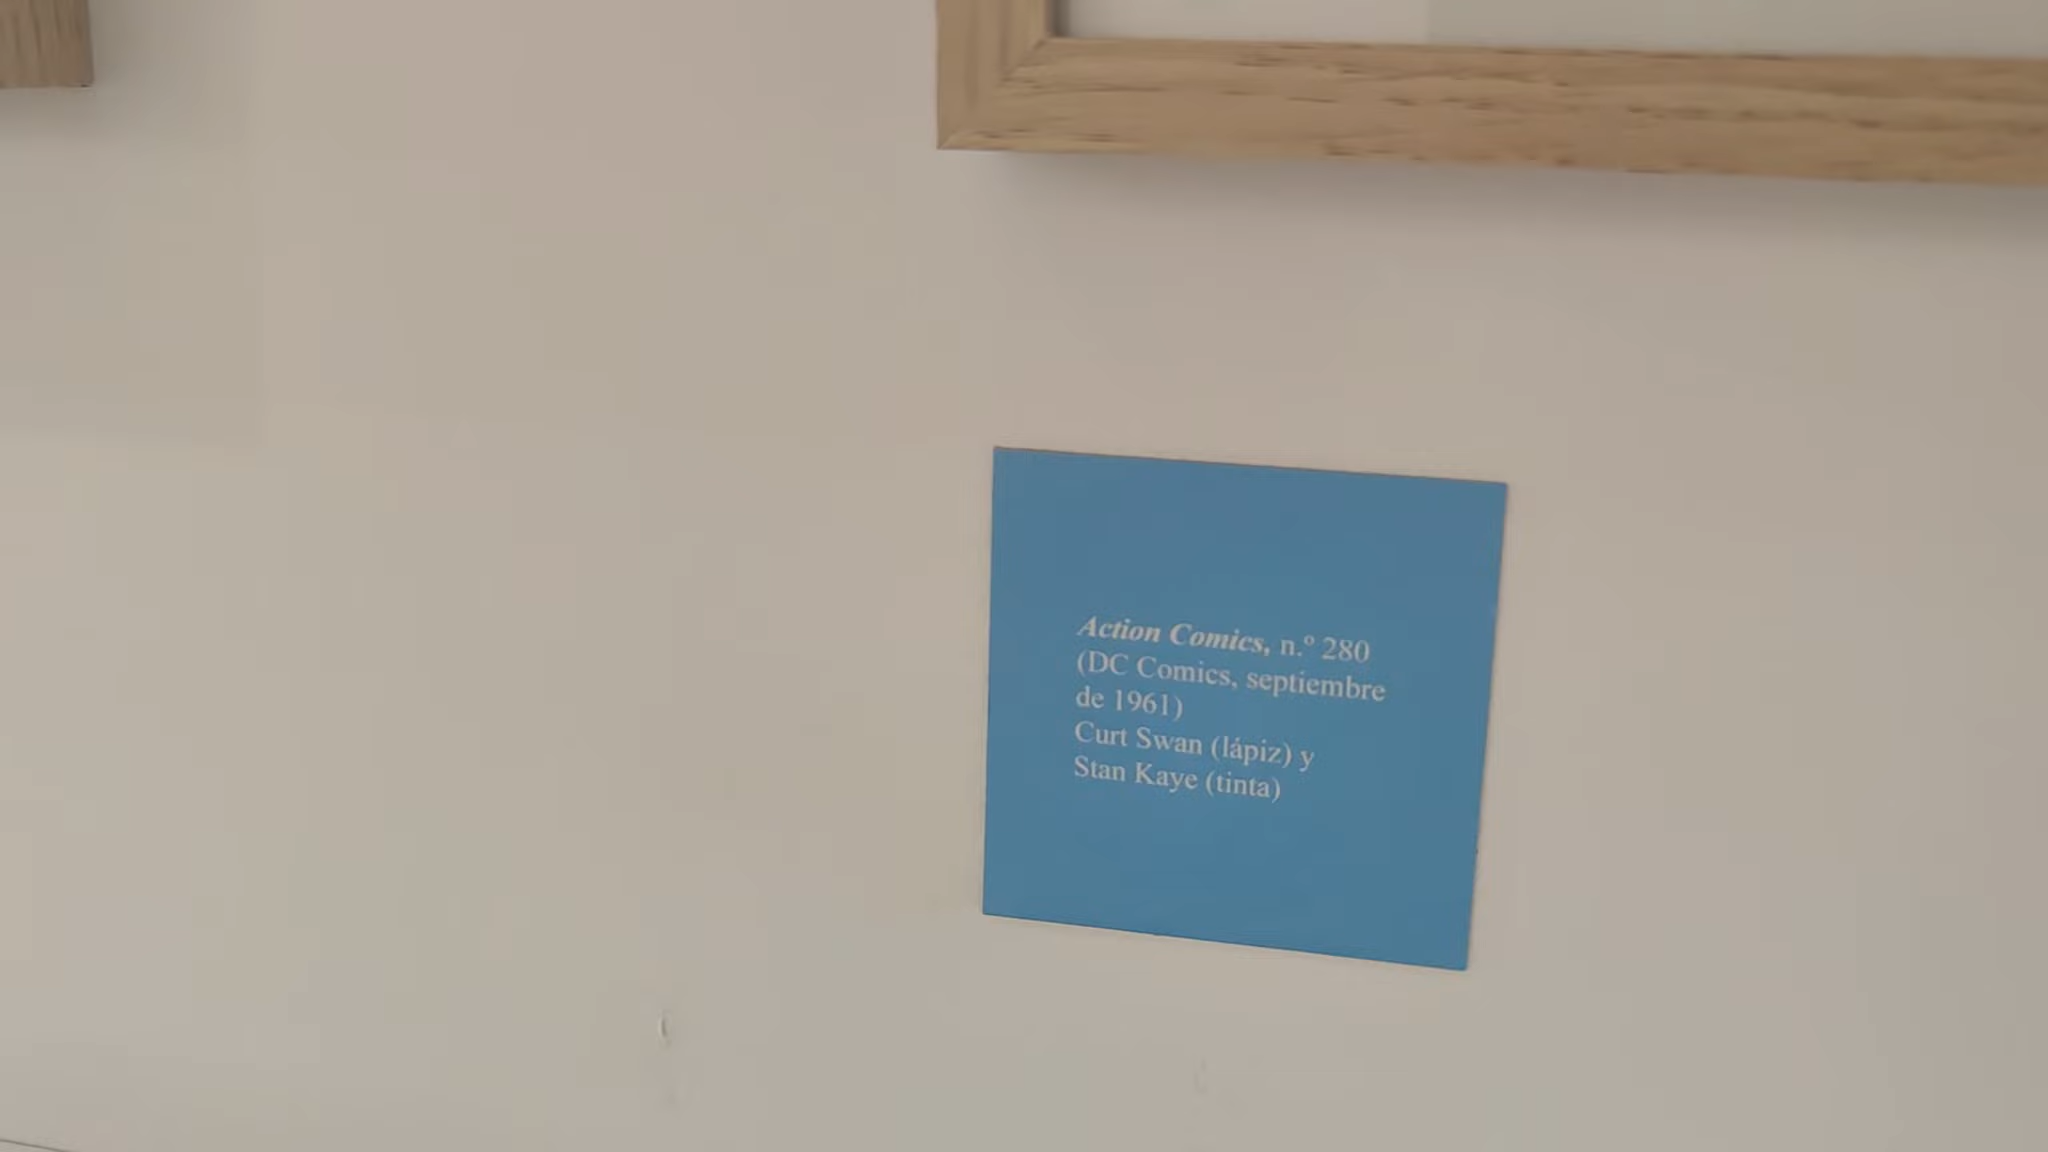 Action Comics, n.º 280
(DC Comics, septiembre
de 1961)
Curt Swan (lápiz) y
Stan Kaye (tinta)